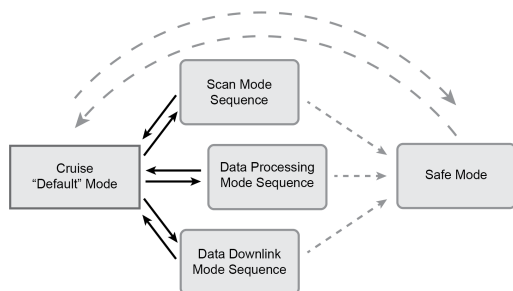 Scan Mode
Sequence
Cruise
“Default” Mode
Data Processing
Mode Sequence
Safe Mode
Data Downlink
Mode Sequence